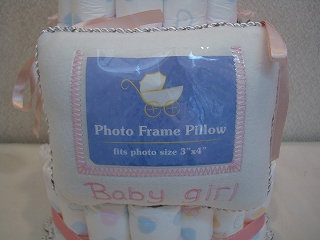 Photo Frame Pillow
fits photo size 3"x4"
Baby girl